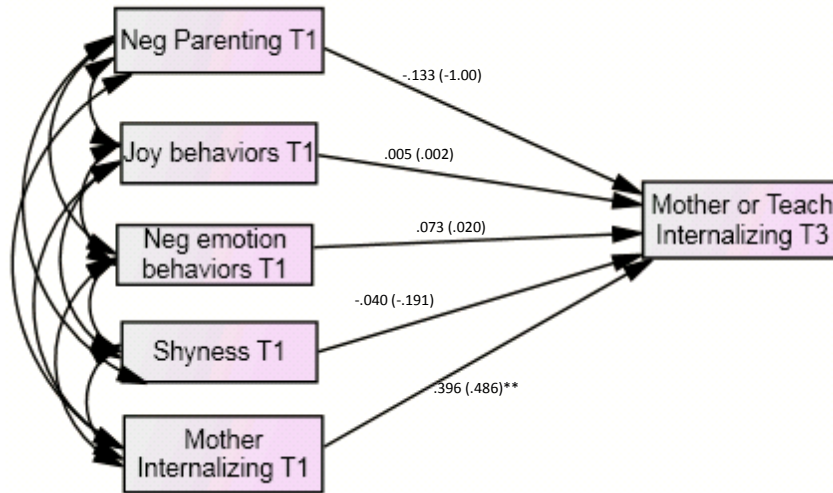 Neg Parenting T1
-.133 (-1.00)
Joy behaviors T1
.005 (.002)
Mother or Teach
Internalizing T3
Neg emotion
behaviors T1
.073 (.020)
-.040 (-.191)
Shyness T1
.396 (.486)**
Mother
Internalizing T1